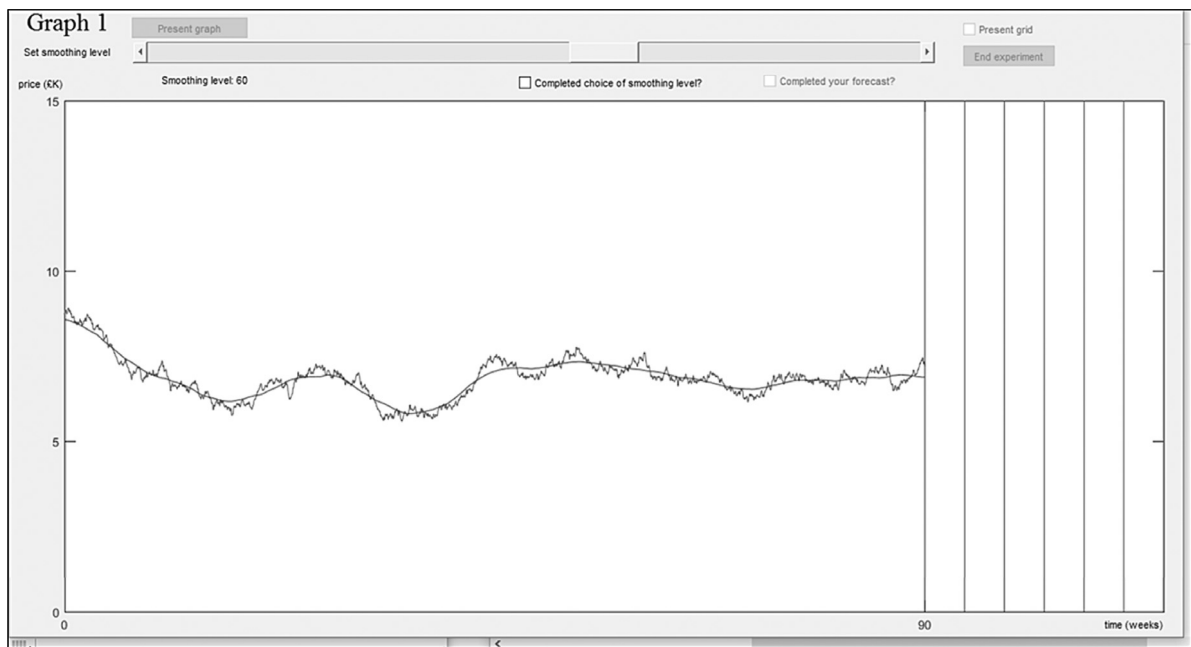 Graph 1
Present graph
Present grid
Set smoothing level
End experiment
price (£K)
Smoothing level: 60
Completed choice of smoothing level?
Completed your forecast?
15
10
5
0
0
90
time (weeks)